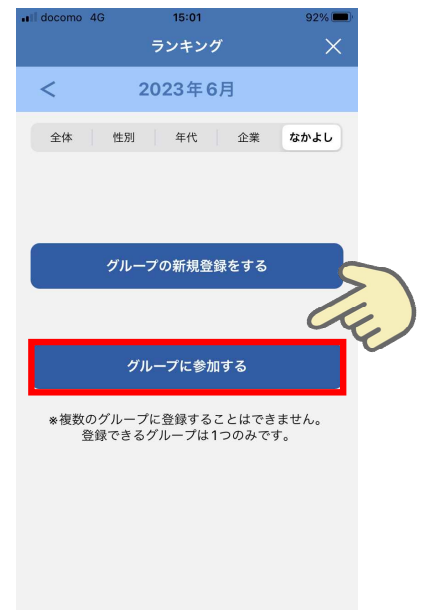 docomo 4G 15:01 92%
ランキング
2023年6月
全体 性別 年代 企業 なかよし
グループの新規登録をする
グループに参加する
※複数のグループに登録することはできません。
登録できるグループは1つのみです。